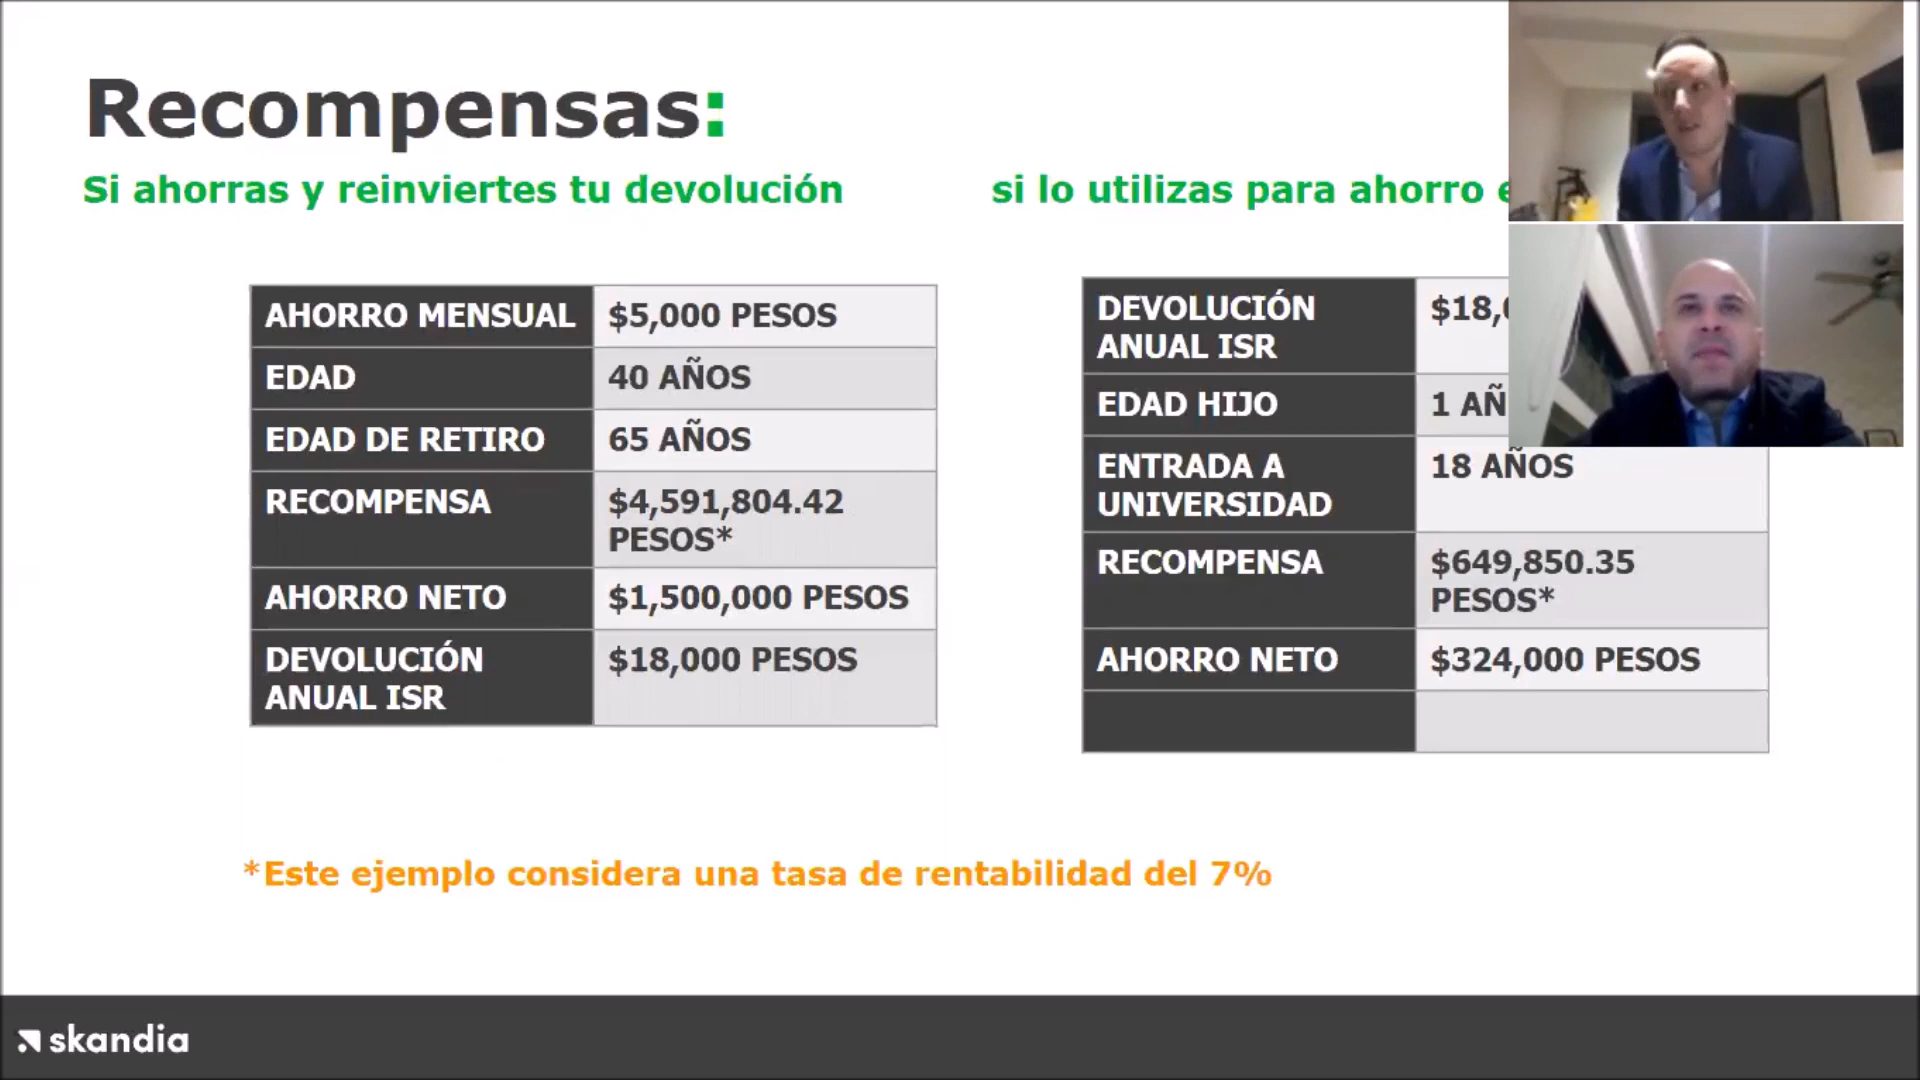 Recompensas:
Si ahorras y reinviertes tu devolución
AHORRO MENSUAL $5,000 PESOS
EDAD 40 AÑOS
EDAD DE RETIRO 65 AÑOS
RECOMPENSA $4,591,804.42
PESOS*
AHORRO NETO $1,500,000 PESOS
DEVOLUCIÓN $18,000 PESOS
ANUAL ISR
si lo utilizas para ahorro
DEVOLUCIÓN
ANUAL ISR
EDAD HIJO 1
ENTRADA A 18 AÑOS
UNIVERSIDAD
RECOMPENSA $649,850.35
PESOS*
AHORRO NETO $324,000 PESOS
*Este ejemplo considera una tasa de rentabilidad del 7%
skandia